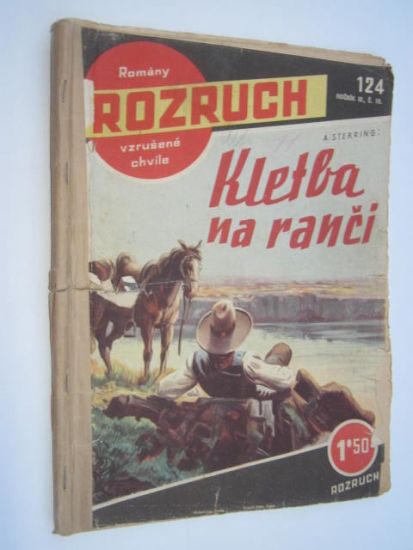 Romány
ROZRUCH
vzrušené
chvíle
124
A. STERRING:
Kletba
na ranči
1·50
ROZRUCH